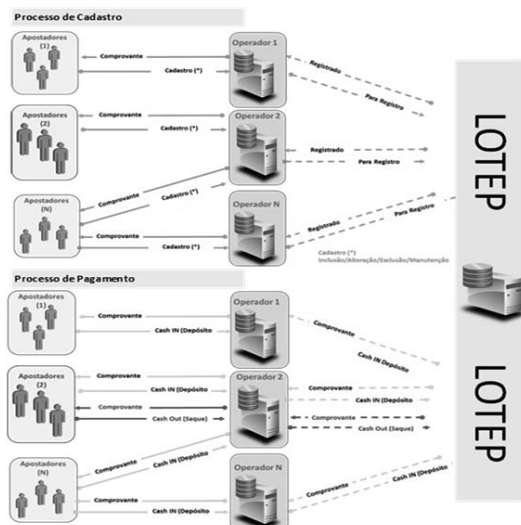 Processo de Cadastro
Apostadores
(1)
Comprovante
Cadastro (*)
Operador 1
Registrado
Para Registro
Apostadores
(2)
Comprovante
Cadastro (*)
Operador 2
Registrado
Para Registro
Apostadores
(N)
Comprovante
Cadastro (*)
Comprovante
Cadastro (*)
Operador N
Registrado
Para Registro
Cadastro (*)
Inclusão/Alteração/Exclusão/Manutenção
LOTEP
Processo de Pagamento
Apostadores
(1)
Comprovante
Cash IN (Depósito
Operador 1
Comprovante
Cash IN (Depósito
Apostadores
(2)
Comprovante
Cash IN (Depósito
Comprovante
Cash Out (Saque)
Operador 2
Comprovante
Cash IN (Depósito
Comprovante
Cash Out (Saque)
Apostadores
(N)
Comprovante
Cash IN (Depósito
Comprovante
Cash IN (Depósito
Operador N
Comprovante
Cash IN (Depósito
LOTEP